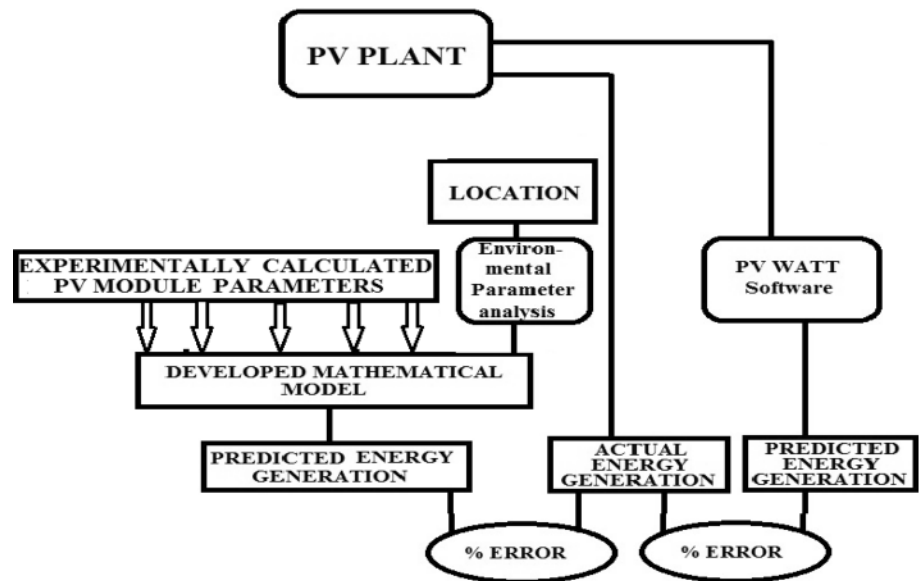 PV PLANT
LOCATION
EXPERIMENTALLY CALCULATED
PV MODULE PARAMETERS
Environ-
mental
Parameter
analysis
PV WATT
Software
DEVELOPED MATHEMATICAL
MODEL
PREDICTED ENERGY
GENERATION
ACTUAL
ENERGY
GENERATION
PREDICTED
ENERGY
GENERATION
% ERROR
% ERROR